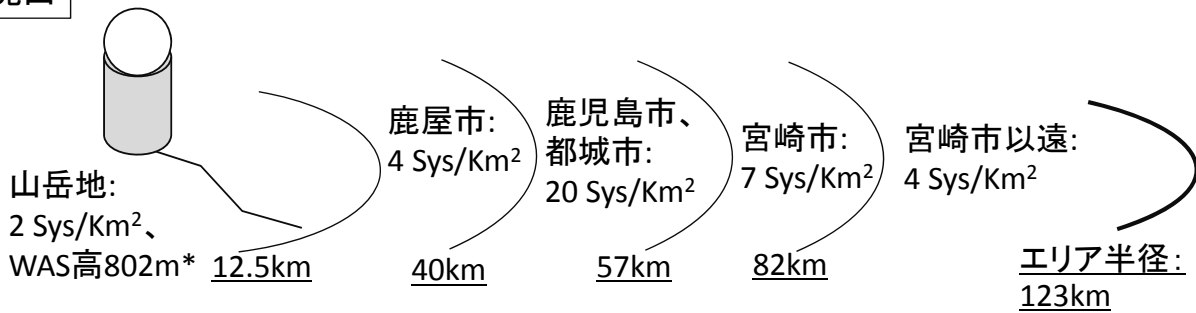 山岳地:
2 Sys/Km²、
WAS高802m*
12.5km
鹿屋市:
4 Sys/Km²
40km
鹿児島市、
都城市:
20 Sys/Km²
57km
宮崎市:
7 Sys/Km²
82km
宮崎市以遠:
4 Sys/Km²
エリア半径:
123km